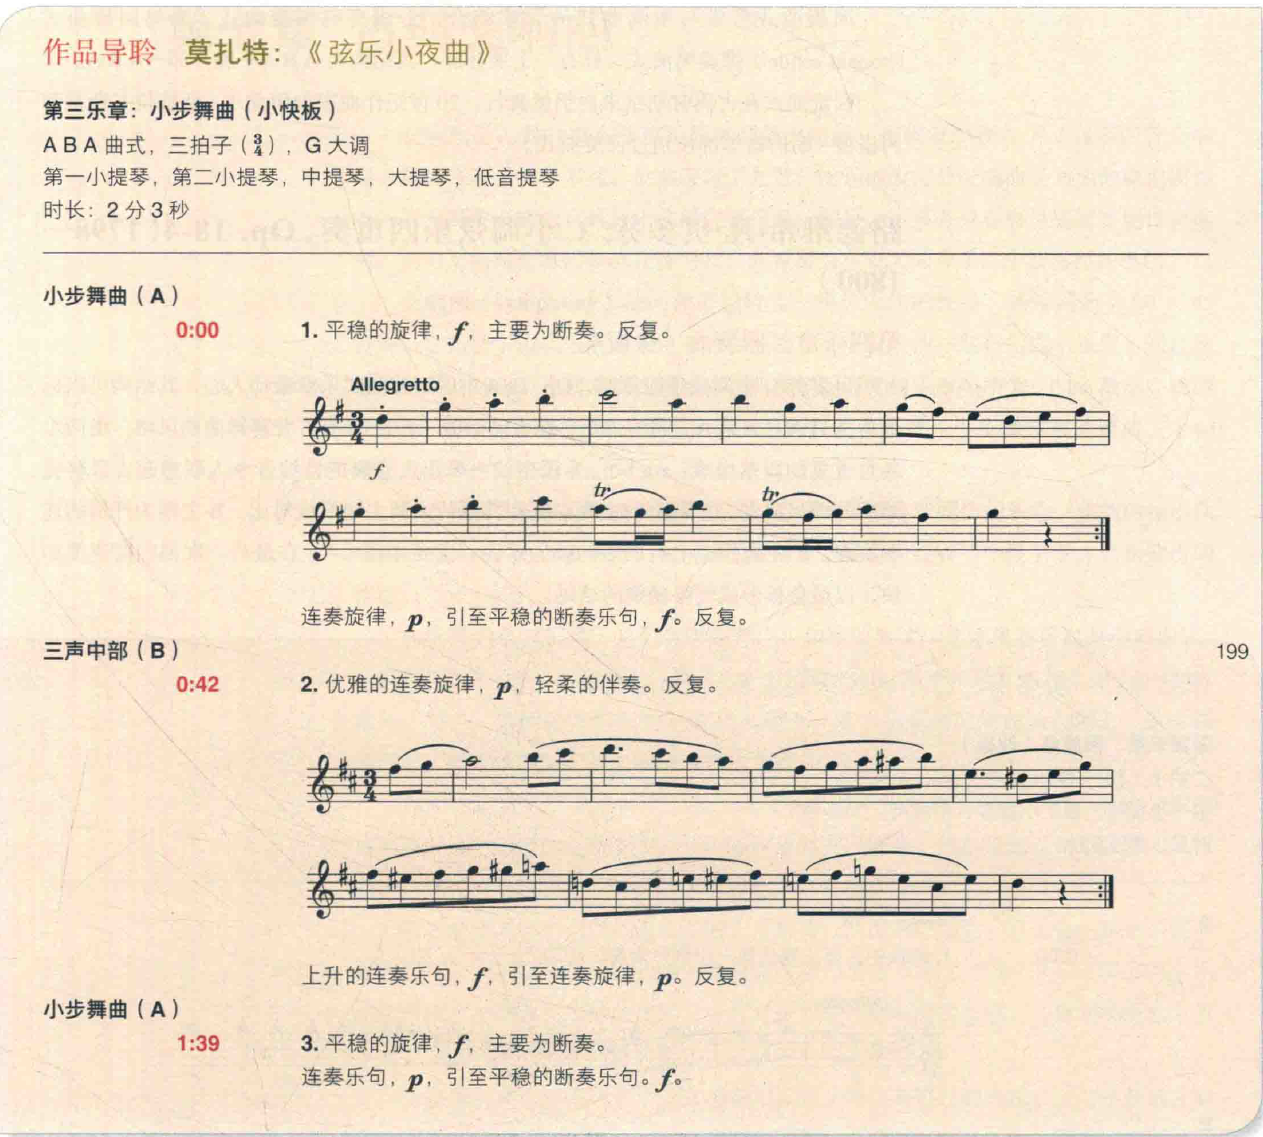 作品导聆 莫扎特：《弦乐小夜曲》
第三乐章：小步舞曲（小快板）
A B A 曲式，三拍子（3/4），G 大调
第一小提琴，第二小提琴，中提琴，大提琴，低音提琴
时长：2 分 3 秒
小步舞曲（A）
0:00 1. 平稳的旋律，f，主要为断奏。反复。
Allegretto
f
tr tr
连奏旋律，p，引至平稳的断奏乐句，f。反复。
三声中部（B）
199
0:42 2. 优雅的连奏旋律，p，轻柔的伴奏。反复。
上升的连奏乐句，f，引至连奏旋律，p。反复。
小步舞曲（A）
1:39 3. 平稳的旋律，f，主要为断奏。
连奏乐句，p，引至平稳的断奏乐句。f。